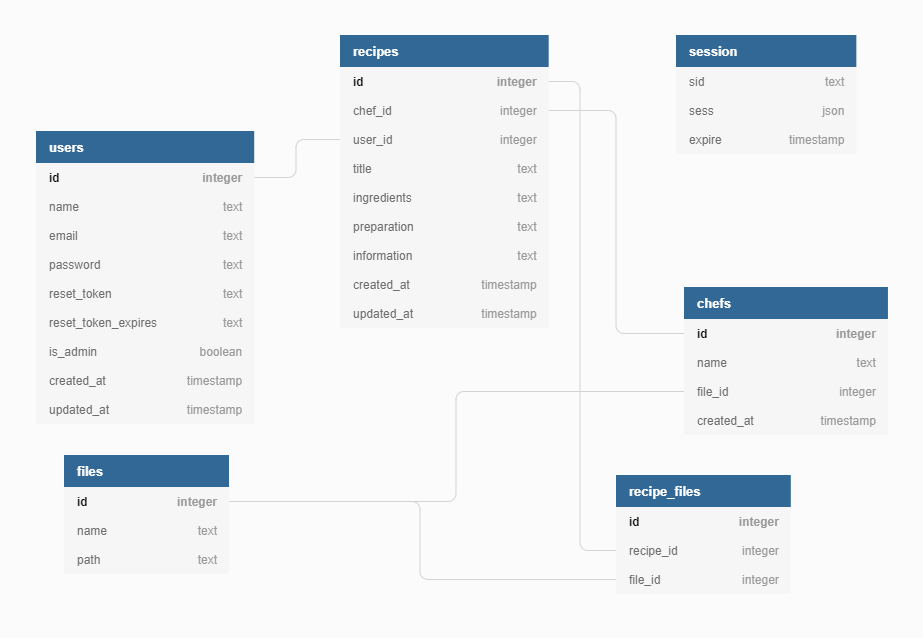 users
id integer
name text
email text
password text
reset_token text
reset_token_expires text
is_admin boolean
created_at timestamp
updated_at timestamp
files
id integer
name text
path text
recipes
id integer
chef_id integer
user_id integer
title text
ingredients text
preparation text
information text
created_at timestamp
updated_at timestamp
session
sid text
sess json
expire timestamp
chefs
id integer
name text
file_id integer
created_at timestamp
recipe_files
id integer
recipe_id integer
file_id integer